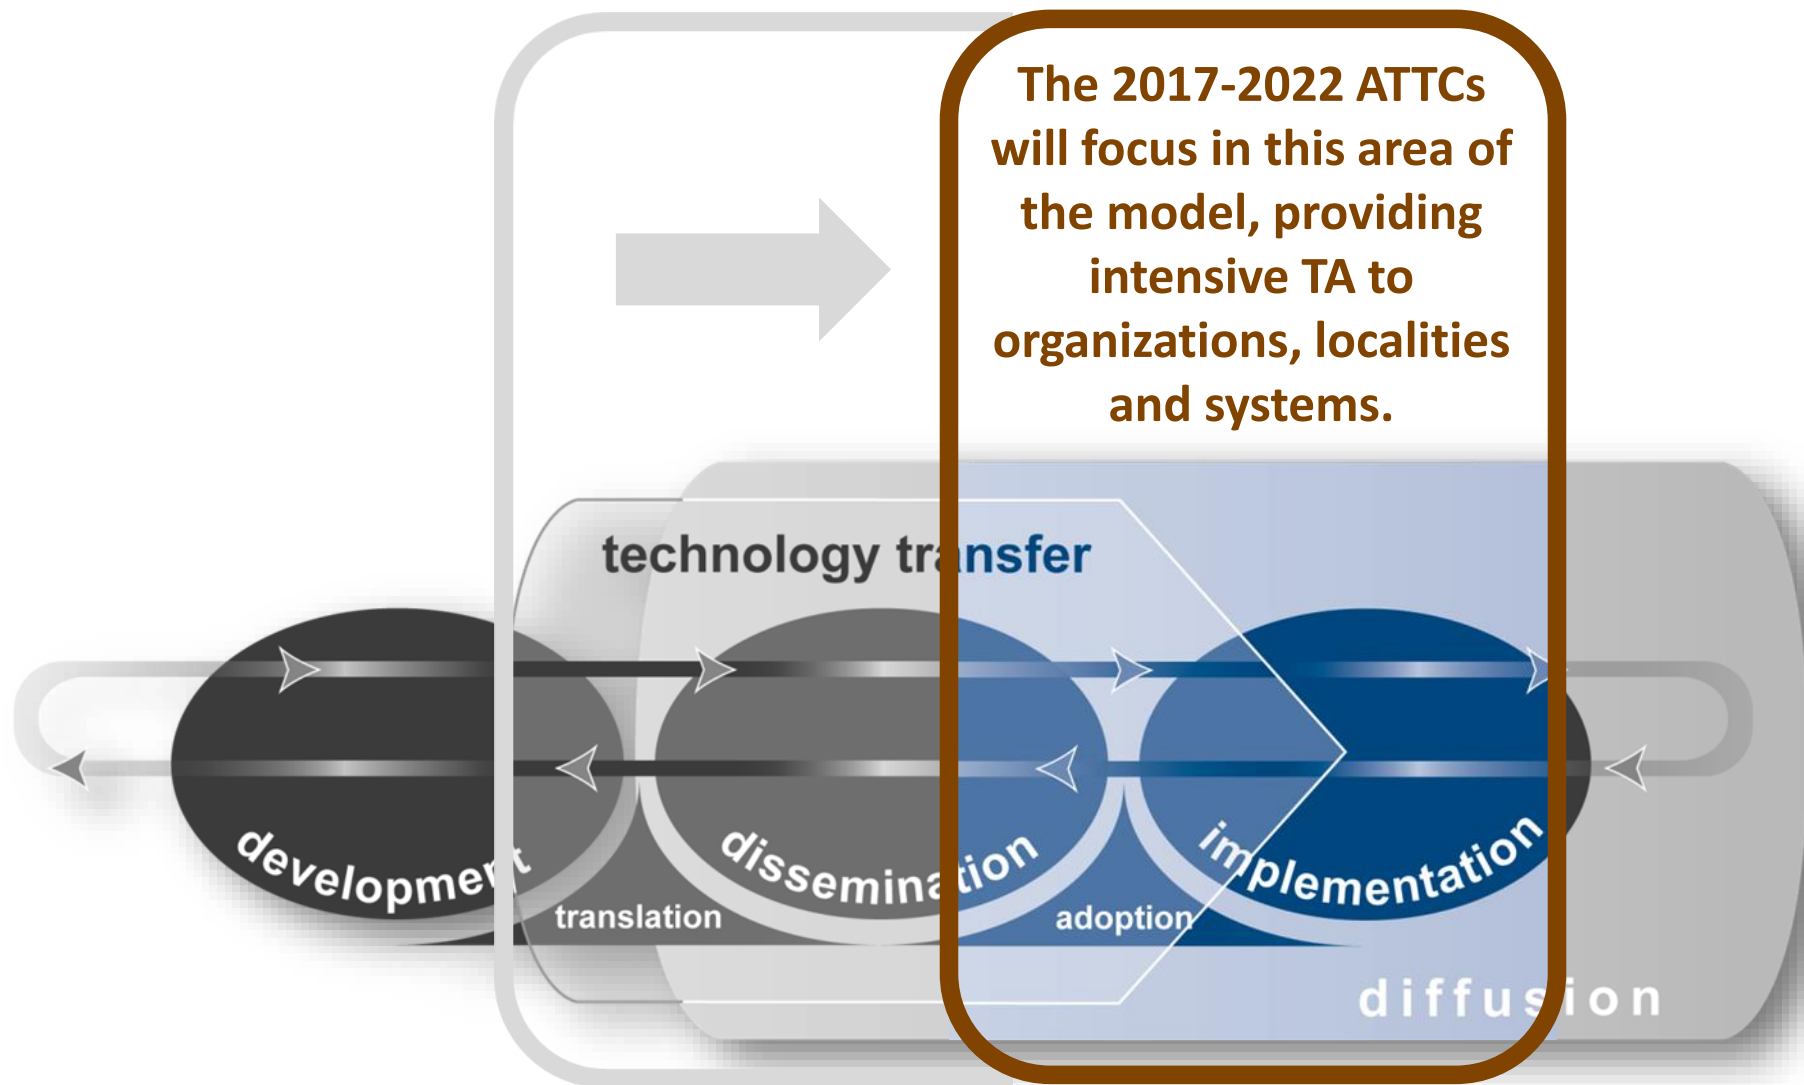 The 2017-2022 ATTCs
will focus in this area of
the model, providing
intensive TA to
organizations, localities
and systems.
technology transfer
development
dissemination
implementation
translation
adoption
diffusion